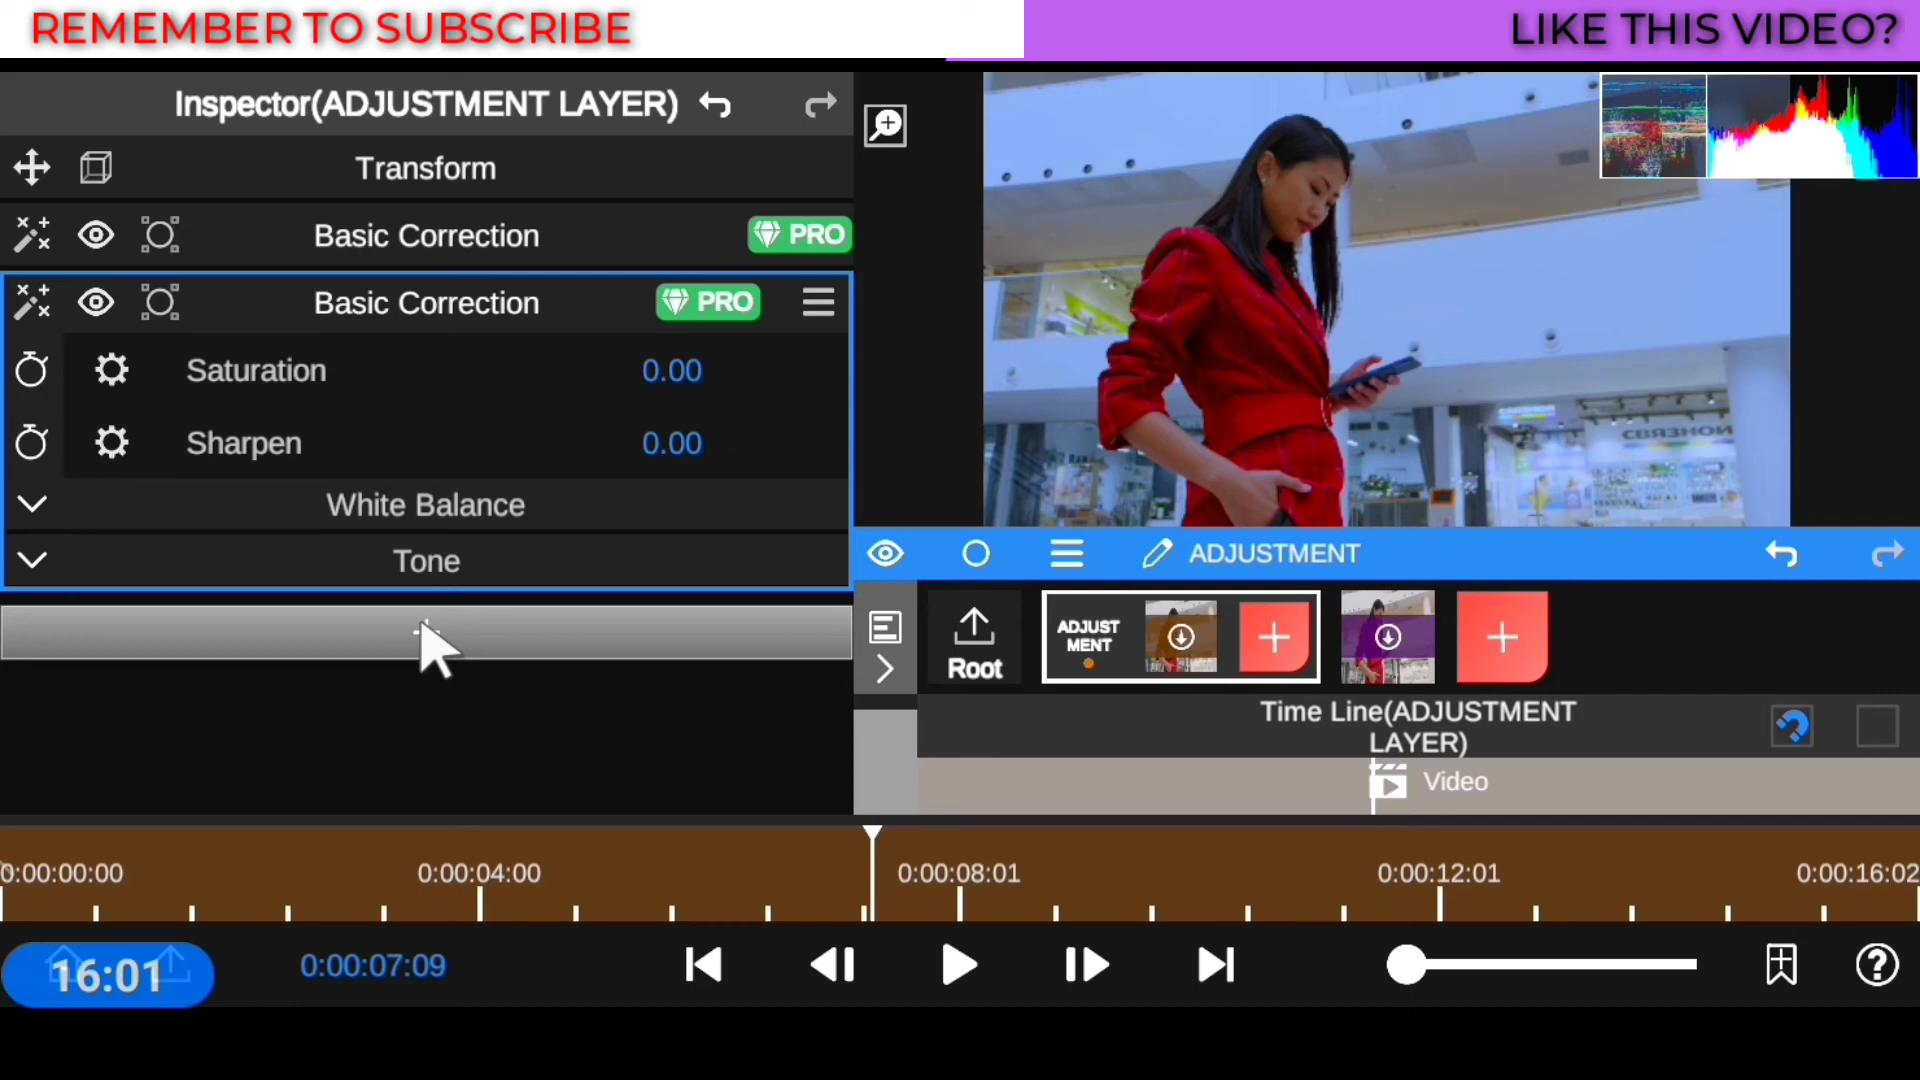 REMEMBER TO SUBSCRIBE
LIKE THIS VIDEO?
Inspector(ADJUSTMENT LAYER)
Transform
Basic Correction
PRO
Basic Correction
PRO
Saturation
0.00
Sharpen
0.00
White Balance
Tone
ADJUSTMENT
Root
ADJUST
MENT
Time Line(ADJUSTMENT
LAYER)
Video
0:00:00:00
0:00:04:00
0:00:08:01
0:00:12:01
0:00:16:02
16:01
0:00:07:09